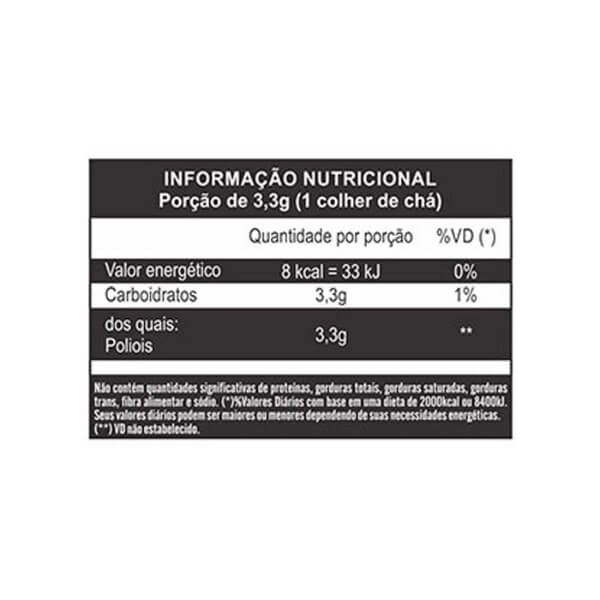 INFORMAÇÃO NUTRICIONAL
Porção de 3,3g (1 colher de chá)
Quantidade por porção %VD (*)
Valor energético 8 kcal = 33 kJ 0%
Carboidratos 3,3g 1%
dos quais:
Poliois 3,3g **
Não contém quantidades significativas de proteínas, gorduras totais, gorduras saturadas, gorduras
trans, fibra alimentar e sódio. (*)%Valores Diários com base em uma dieta de 2000kcal ou 8400kJ.
Seus valores diários podem ser maiores ou menores dependendo de suas necessidades energéticas.
(**) VD não estabelecido.